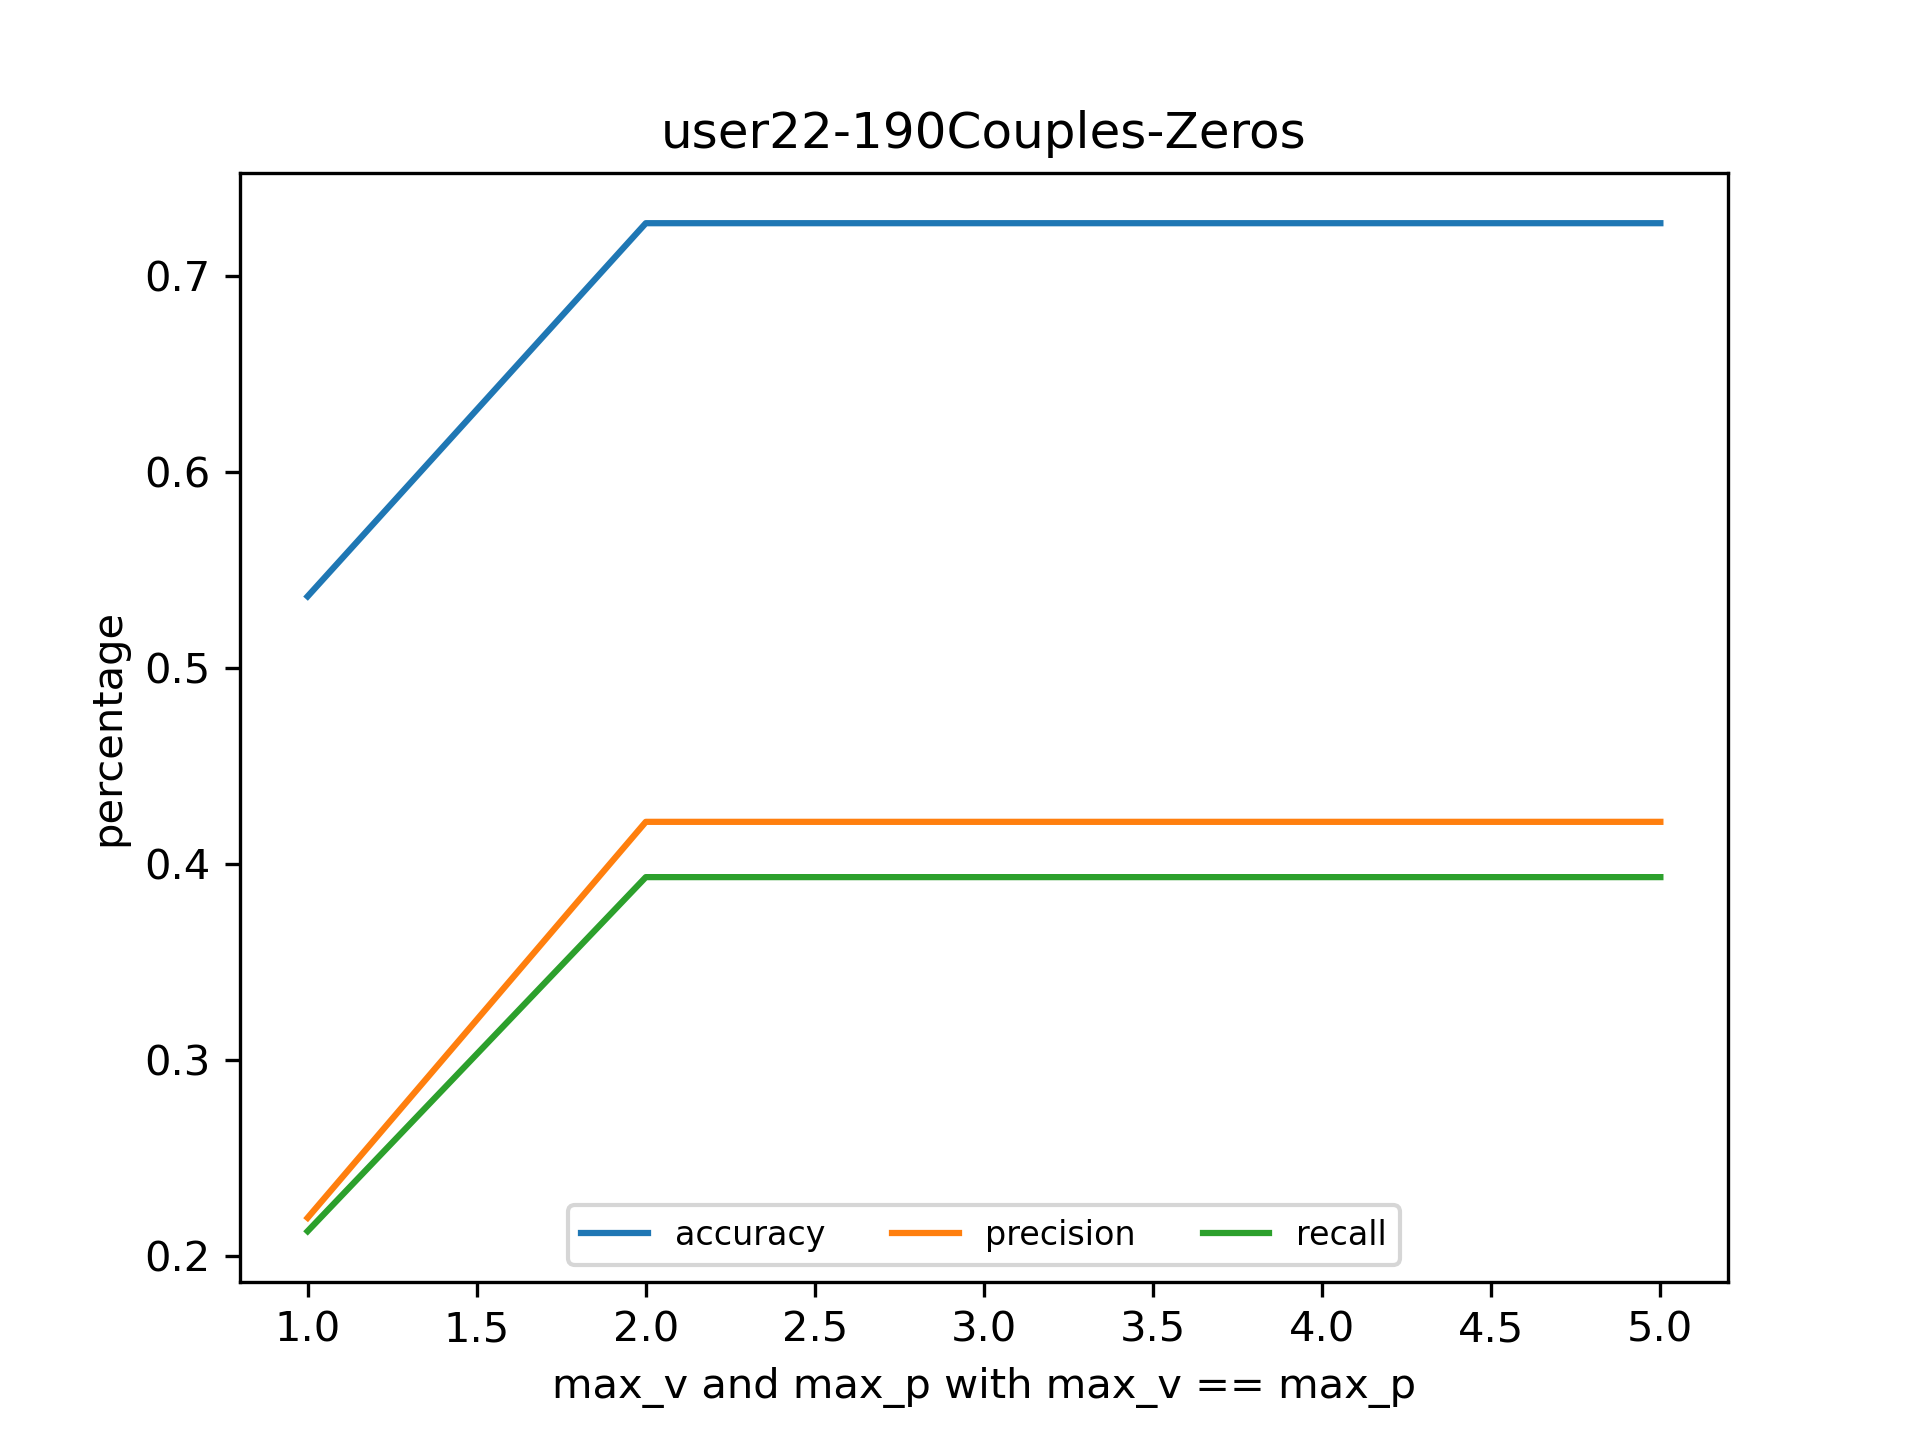 user22-190Couples-Zeros
percentage
0.7
0.6
0.5
0.4
0.3
0.2
accuracy precision recall
1.0 1.5 2.0 2.5 3.0 3.5 4.0 4.5 5.0
max_v and max_p with max_v == max_p